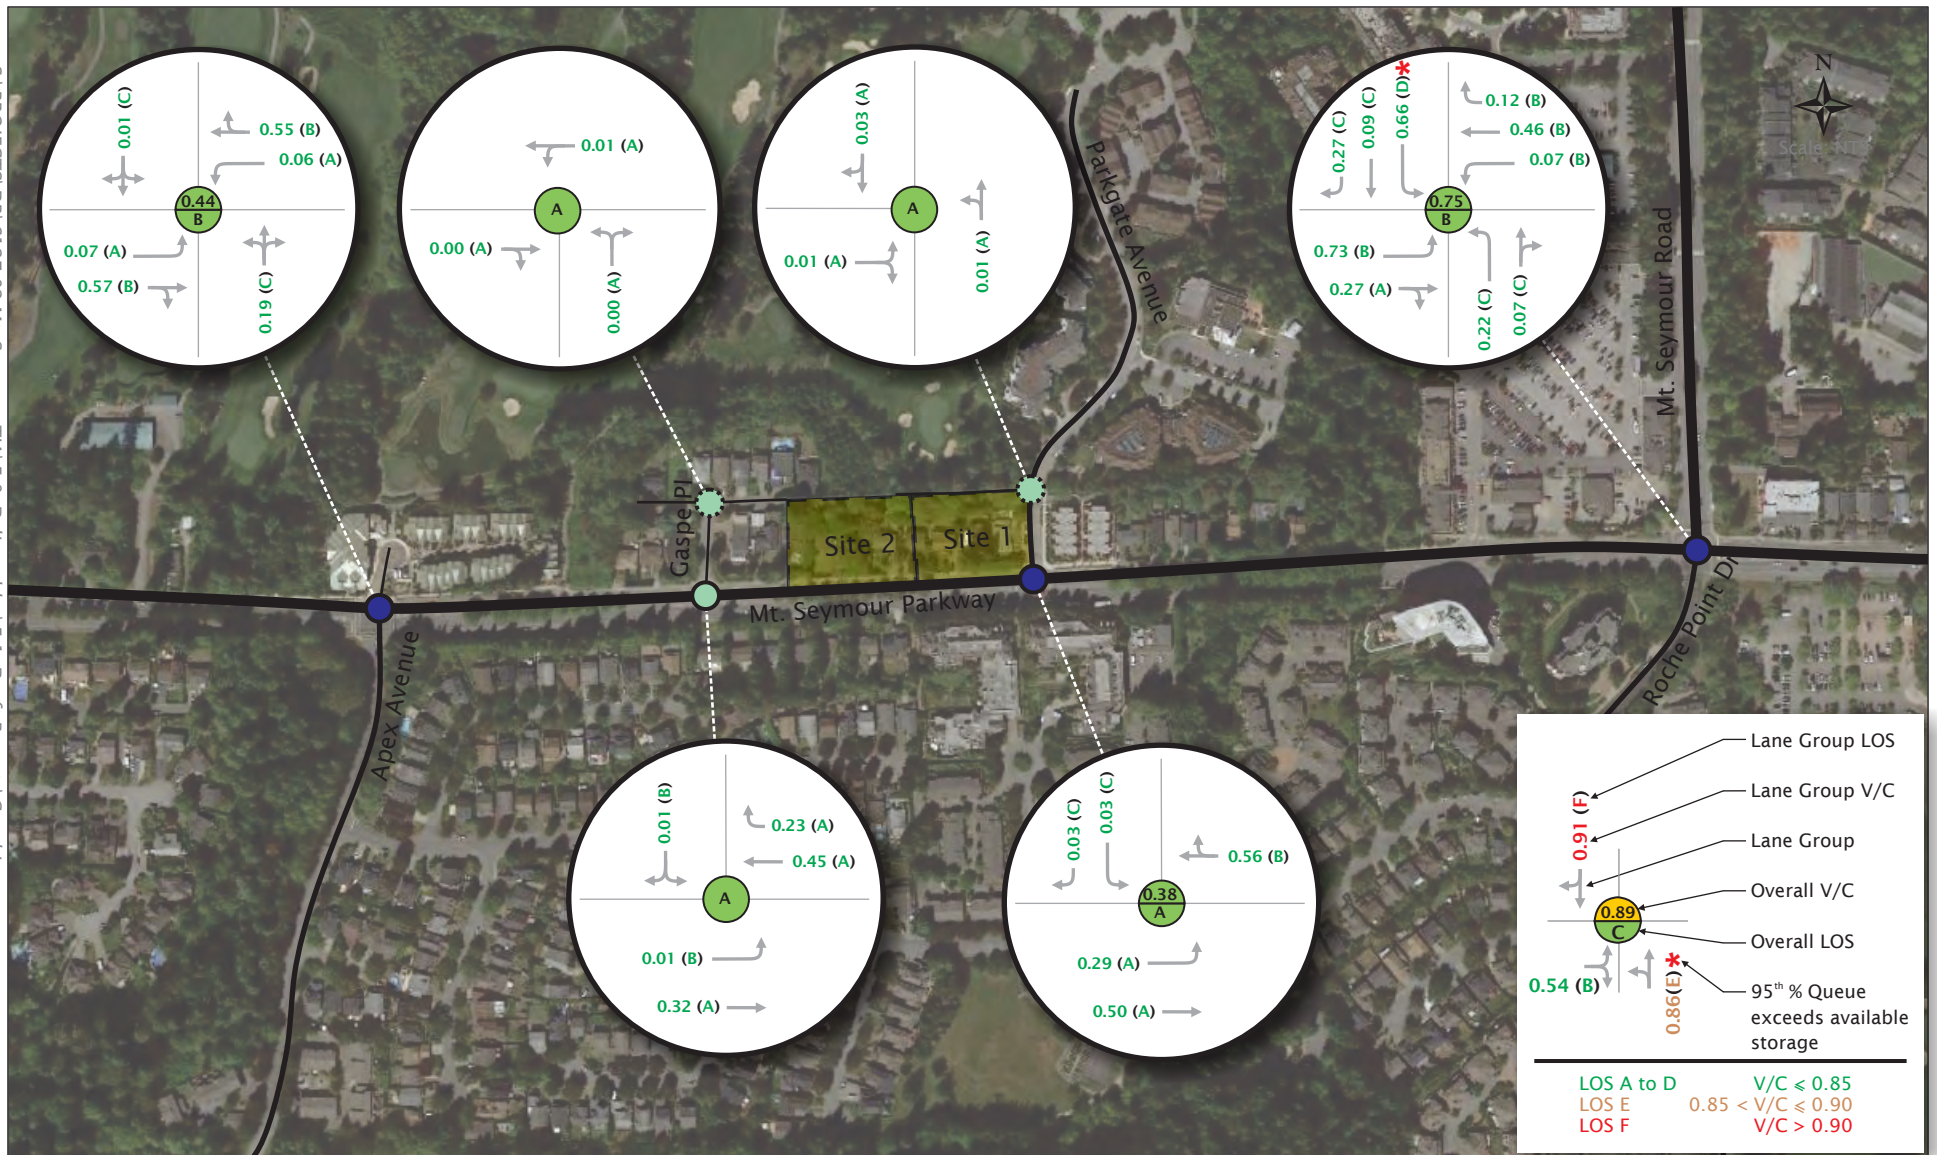 0.01 (C)
0.55 (B)
0.06 (A)
0.44
B
0.07 (A)
0.57 (B)
0.19 (C)
0.01 (A)
A
0.00 (A)
0.00 (A)
0.03 (A)
A
0.01 (A)
0.01 (A)
0.27 (C)
0.09 (C)
0.66 (D)*
0.12 (B)
0.46 (B)
0.07 (B)
0.75
B
0.73 (B)
0.27 (A)
0.22 (C)
0.07 (C)
N
Scale: NTS
Parkgate Avenue
Mt. Seymour Road
Gaspe Pl
Site 2
Site 1
Mt. Seymour Parkway
Apex Avenue
Roche Point Dr
0.01 (B)
0.23 (A)
0.45 (A)
A
0.01 (B)
0.32 (A)
0.03 (C)
0.03 (C)
0.56 (B)
0.38
A
0.29 (A)
0.50 (A)
Lane Group LOS
Lane Group V/C
Lane Group
Overall V/C
Overall LOS
95th % Queue
exceeds available
storage
0.91 (F)
0.89
C
0.54 (B)
0.86(E)*
LOS A to D V/C ⩽ 0.85
LOS E 0.85 < V/C ⩽ 0.90
LOS F V/C > 0.90